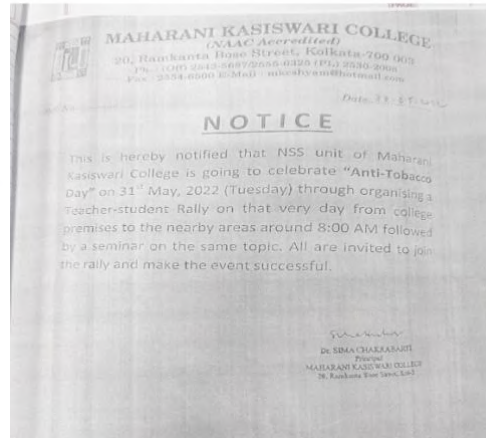 MAHARANI KASISWARI COLLEGE
(NAAC Accredited)
20, Ramkanta Bose Street, Kolkata-700 003
NOTICE
This is hereby notified that NSS unit of Maharani
Kasiswari College is going to celebrate "Anti-Tobacco
Day" on 31st May, 2022 (Tuesday) through organising a
Teacher-student Rally on that very day from college
premises to the nearby areas around 8:00 AM followed
by a seminar on the same topic. All are invited to join
the rally and make the event successful.
Dr. SIMA CHAKRABARTI
Principal
MAHARANI KASISWARI COLLEGE
20, Ramkanta Bose Street,